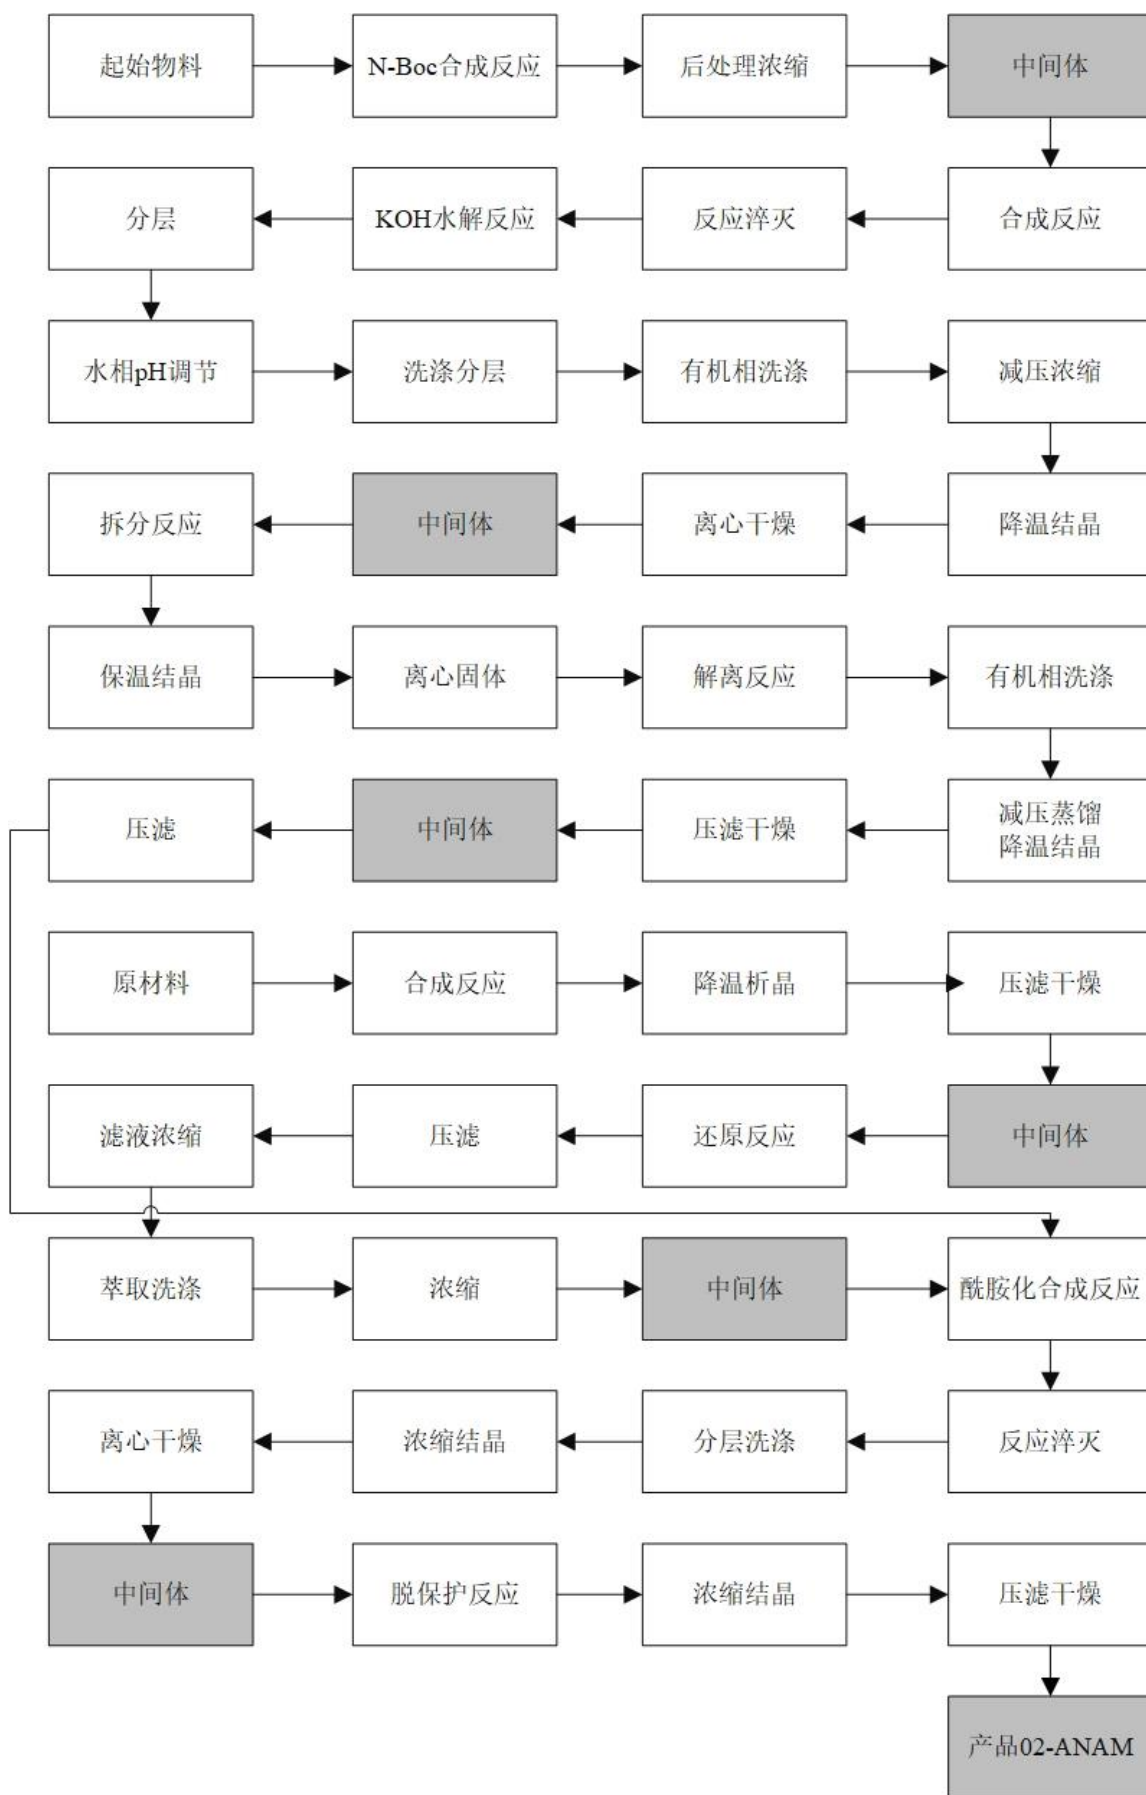 起始物料
N-Boc合成反应
后处理浓缩
中间体
分层
KOH水解反应
反应淬灭
合成反应
水相pH调节
洗涤分层
有机相洗涤
减压浓缩
拆分反应
中间体
离心干燥
降温结晶
保温结晶
离心固体
解离反应
有机相洗涤
压滤
中间体
压滤干燥
减压蒸馏
降温结晶
原材料
合成反应
降温析晶
压滤干燥
滤液浓缩
压滤
还原反应
中间体
萃取洗涤
浓缩
中间体
酰胺化合成反应
离心干燥
浓缩结晶
分层洗涤
反应淬灭
中间体
脱保护反应
浓缩结晶
压滤干燥
产品02-ANAM